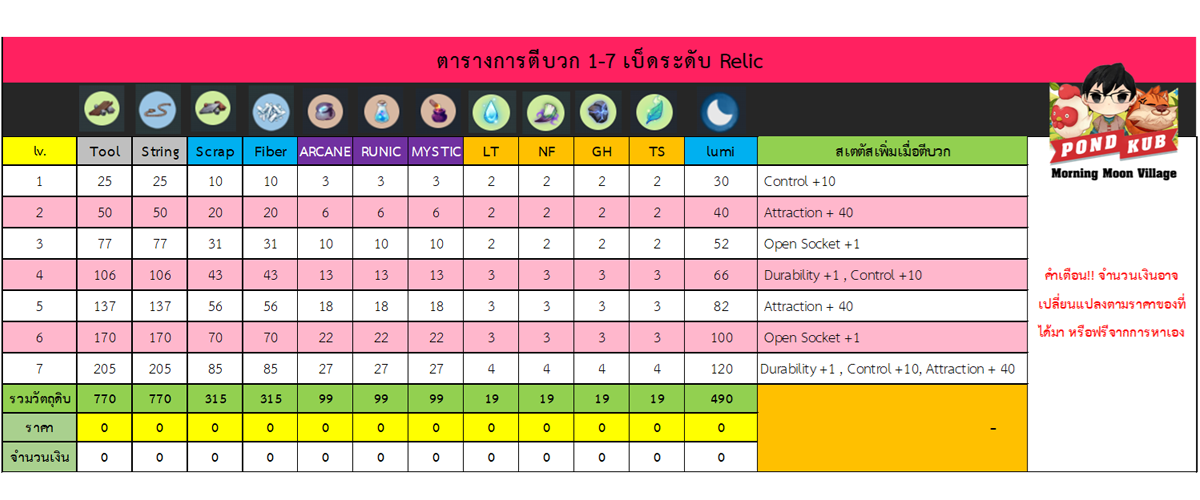 ตารางการตีบวก 1-7 เบ็ดระดับ Relic
lv. Tool String Scrap Fiber ARCANE RUNIC MYSTIC LT NF GH TS lumi สเตตัสเพิ่มเมื่อตีบวก
1 25 25 10 10 3 3 3 2 2 2 2 30 Control +10
2 50 50 20 20 6 6 6 2 2 2 2 40 Attraction + 40
3 77 77 31 31 10 10 10 2 2 2 2 52 Open Socket +1
4 106 106 43 43 13 13 13 3 3 3 3 66 Durability +1 , Control +10
5 137 137 56 56 18 18 18 3 3 3 3 82 Attraction + 40
6 170 170 70 70 22 22 22 3 3 3 3 100 Open Socket +1
7 205 205 85 85 27 27 27 4 4 4 4 120 Durability +1 , Control +10, Attraction + 40
รวมวัตถุดิบ 770 770 315 315 99 99 99 19 19 19 19 490
ราคา 0 0 0 0 0 0 0 0 0 0 0 0 -
จำนวนเงิน 0 0 0 0 0 0 0 0 0 0 0 0
POND KUB
Morning Moon Village
คำเตือน!! จำนวนเงินอาจ
เปลี่ยนแปลงตามราคาของที่
ได้มา หรือฟรีจากการหาเอง